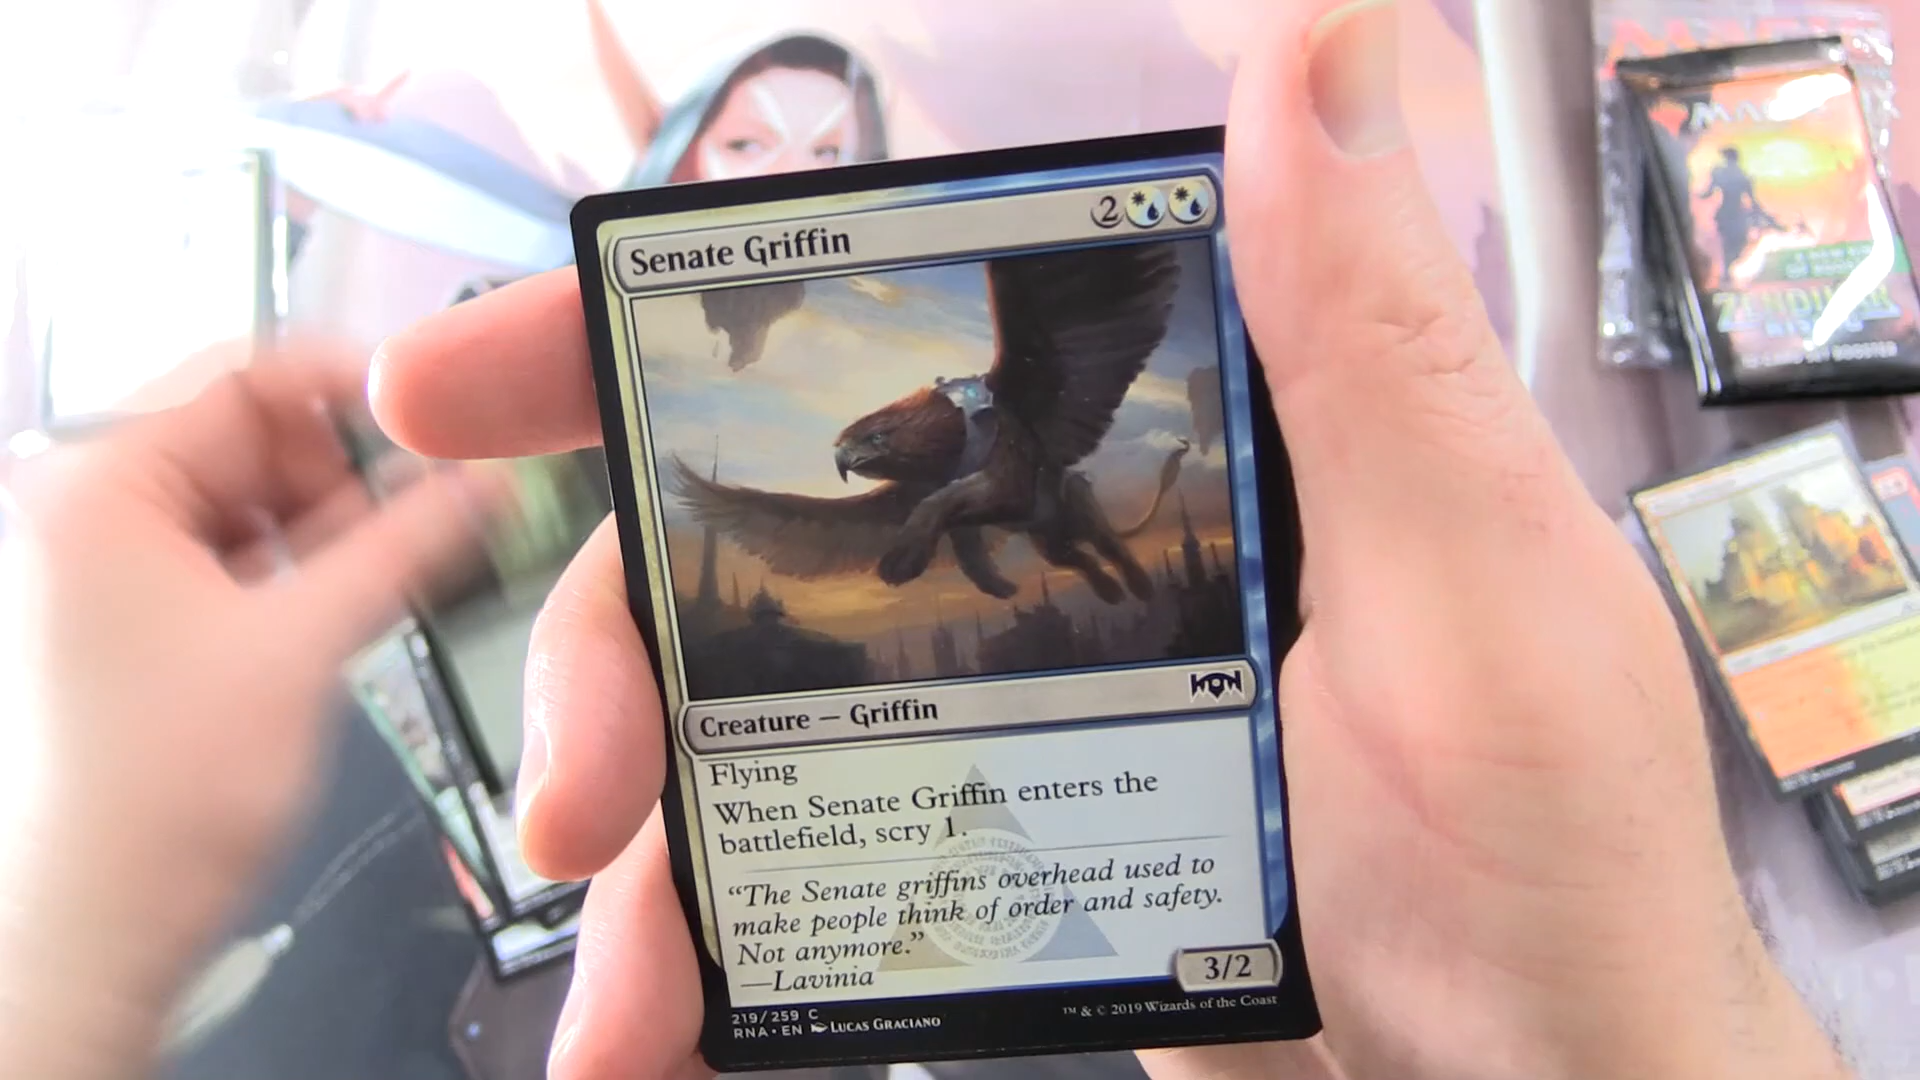 Senate Griffin
2
Creature — Griffin
Flying
When Senate Griffin enters the
battlefield, scry 1.
“The Senate griffins overhead used to
make people think of order and safety.
Not anymore.”
—Lavinia
3/2
219/259 C
RNA • EN Lucas Graciano
™ & © 2019 Wizards of the Coast
ZENDIKAR